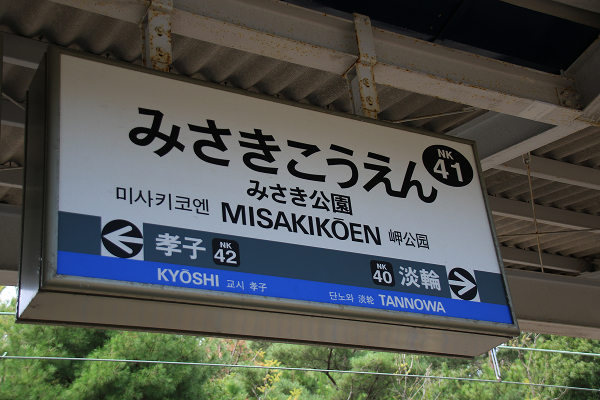 みさきこうえん NK 41
みさき公園
미사키코엔 MISAKIKŌEN 岬公园
孝子 NK 42 NK 40 淡輪
KYŌSHI 교시 孝子 단노와 淡轮 TANNOWA